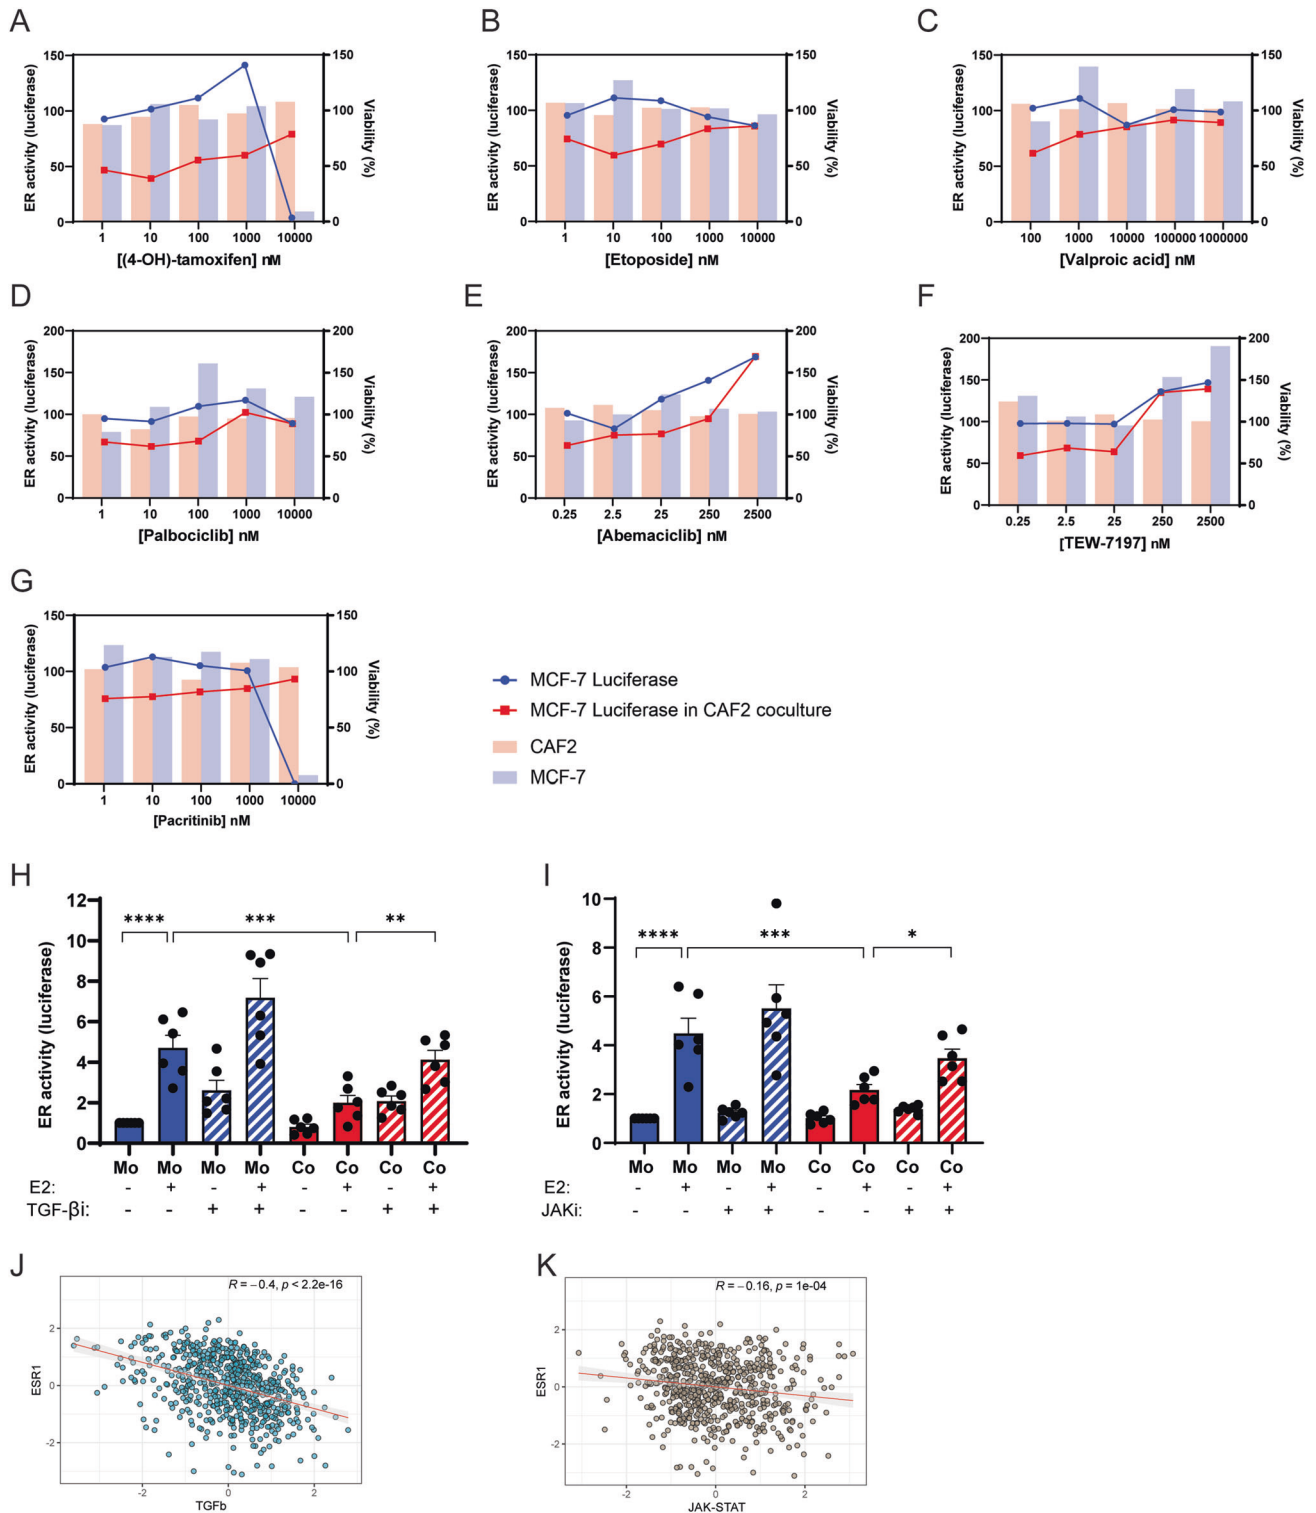 A
ER activity (luciferase)
150
100
50
0
150
100
50
0
Viability (%)
1 10 100 1000 10000
[(4-OH)-tamoxifen] nM
B
ER activity (luciferase)
150
100
50
0
150
100
50
0
Viability (%)
1 10 100 1000 10000
[Etoposide] nM
C
ER activity (luciferase)
150
100
50
0
150
100
50
0
Viability (%)
100 1000 10000 100000 1000000
[Valproic acid] nM
D
ER activity (luciferase)
200
150
100
50
0
200
150
100
50
0
Viability (%)
1 10 100 1000 10000
[Palbociclib] nM
E
ER activity (luciferase)
200
150
100
50
0
200
150
100
50
0
Viability (%)
0.25 2.5 25 250 2500
[Abemaciclib] nM
F
ER activity (luciferase)
200
150
100
50
0
200
150
100
50
0
Viability (%)
0.25 2.5 25 250 2500
[TEW-7197] nM
G
ER activity (luciferase)
150
100
50
0
150
100
50
0
Viability (%)
1 10 100 1000 10000
[Pacritinib] nM
MCF-7 Luciferase
MCF-7 Luciferase in CAF2 coculture
CAF2
MCF-7
H
ER activity (luciferase)
12
10
8
6
4
2
0
**** *** **
Mo Mo Mo Mo Co Co Co Co
E2: - + - + - + - +
TGF-βi: - - + + - - + +
I
ER activity (luciferase)
10
8
6
4
2
0
**** *** *
Mo Mo Mo Mo Co Co Co Co
E2: - + - + - + - +
JAKi: - - + + - - + +
J
R = −0.4, p < 2.2e-16
ESR1
2
0
-2
-2 0 2
TGFb
K
R = −0.16, p = 1e-04
ESR1
2
0
-2
-2 0 2
JAK-STAT